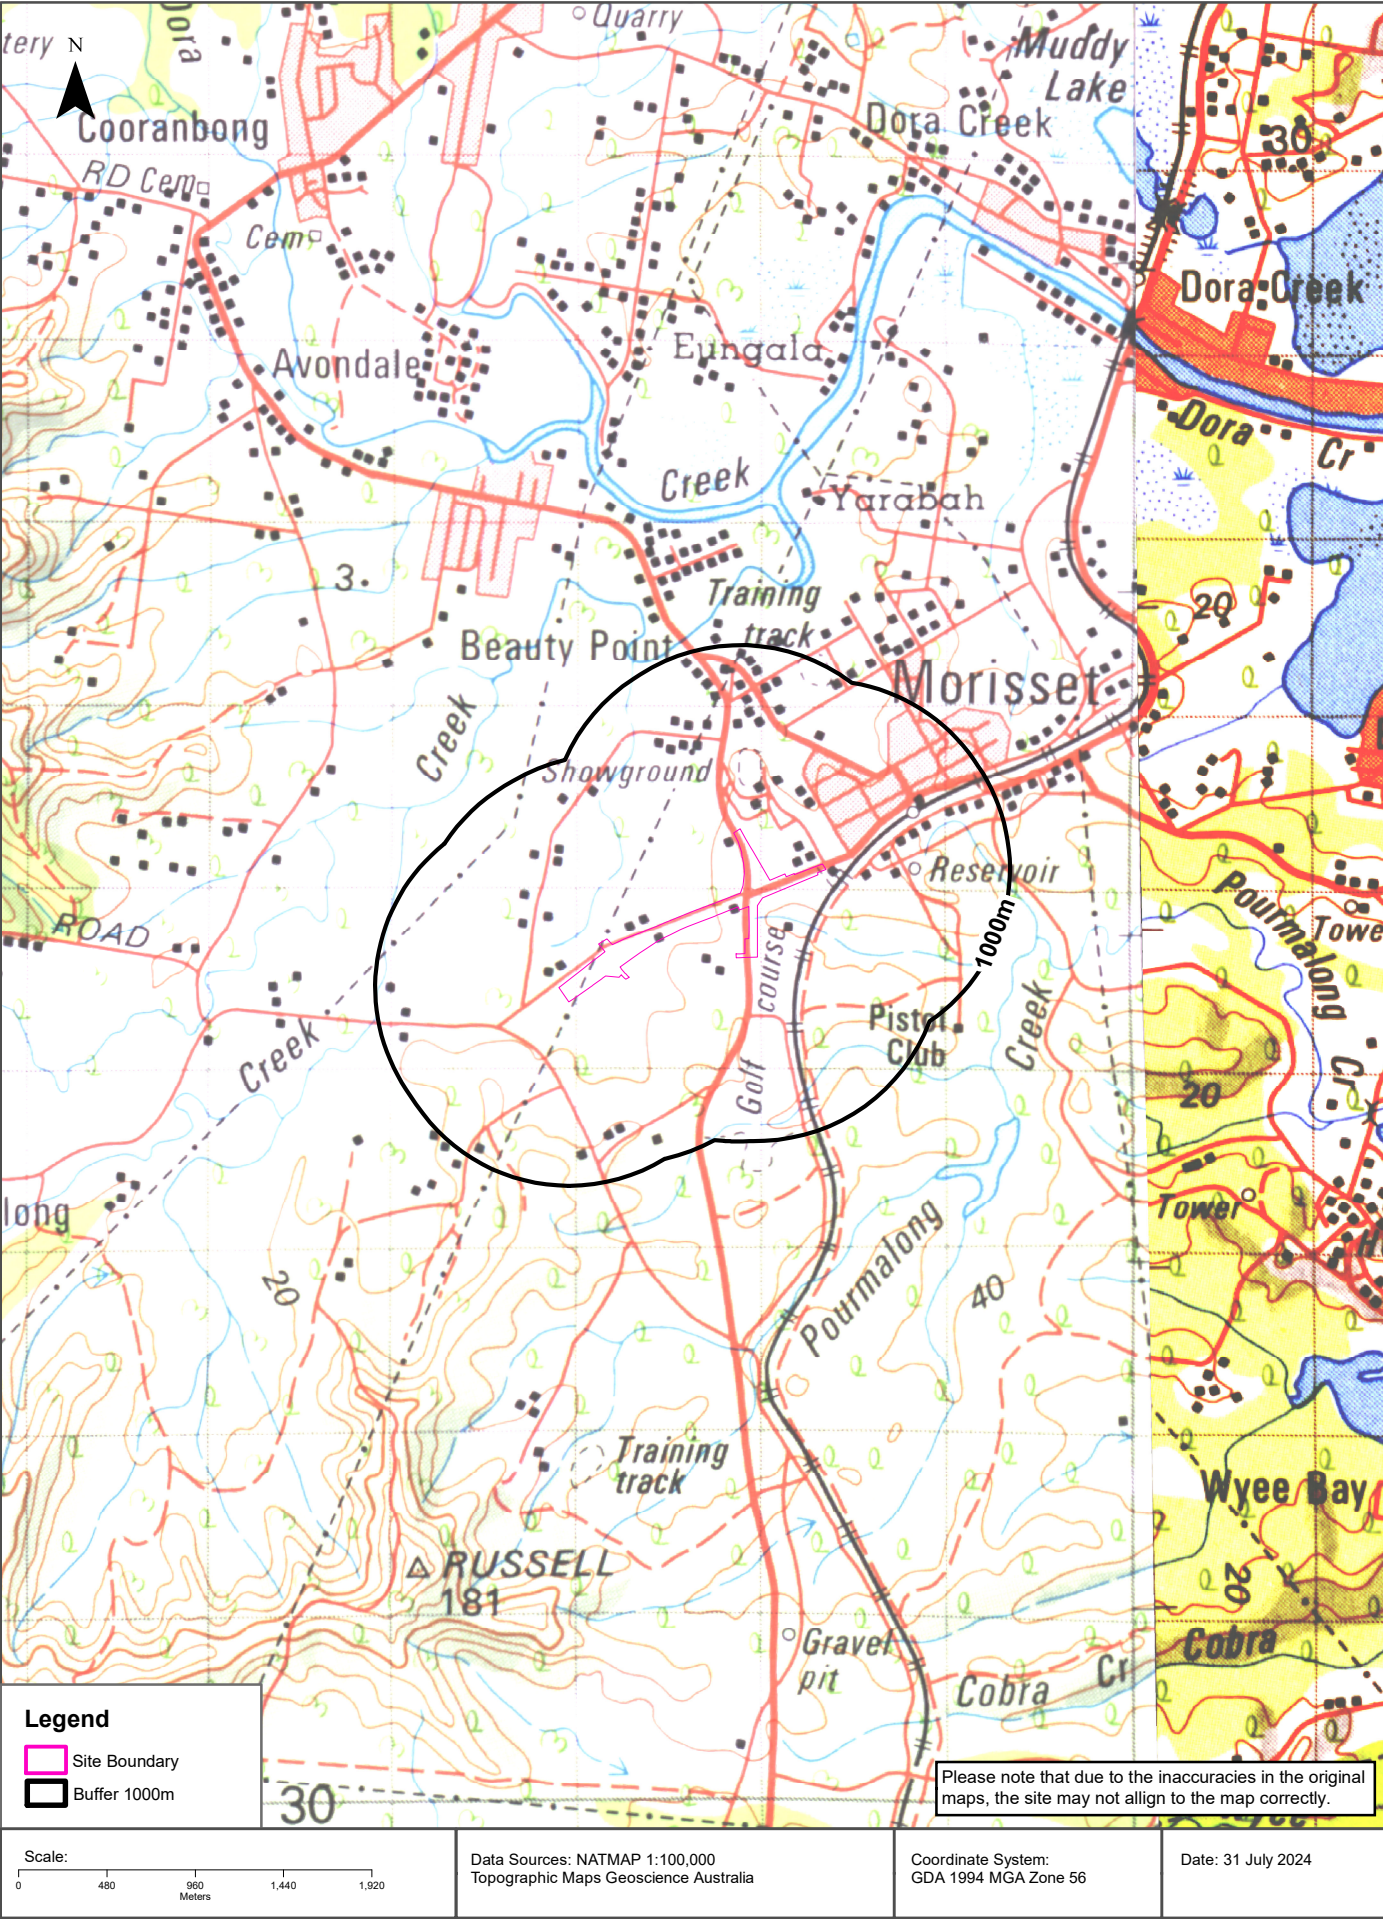 Quarry
Dora
tery
N
Muddy
Lake
Cooranbong
Dora Creek
30
RD Cem
Cem
Dora Creek
Eungala
Avondale
Dora
Cr
Creek
Yarabah
3
Training
track
20
Beauty Point
Morisset
Creek
Showground
Reservoir
Pourmalong
Cr
ROAD
1000m
Towe
course
Golf
Pistol
Club
Creek
Creek
20
long
Tower
20
40
Pourmalong
Training
track
Wyee Bay
RUSSELL
181
20
Gravel
pit
Cobra
Cobra
Cr
30
Legend
Site Boundary
Buffer 1000m
Please note that due to the inaccuracies in the original
maps, the site may not allign to the map correctly.
Scale:
0 480 960 1,440 1,920
Meters
Data Sources: NATMAP 1:100,000
Topographic Maps Geoscience Australia
Coordinate System:
GDA 1994 MGA Zone 56
Date: 31 July 2024